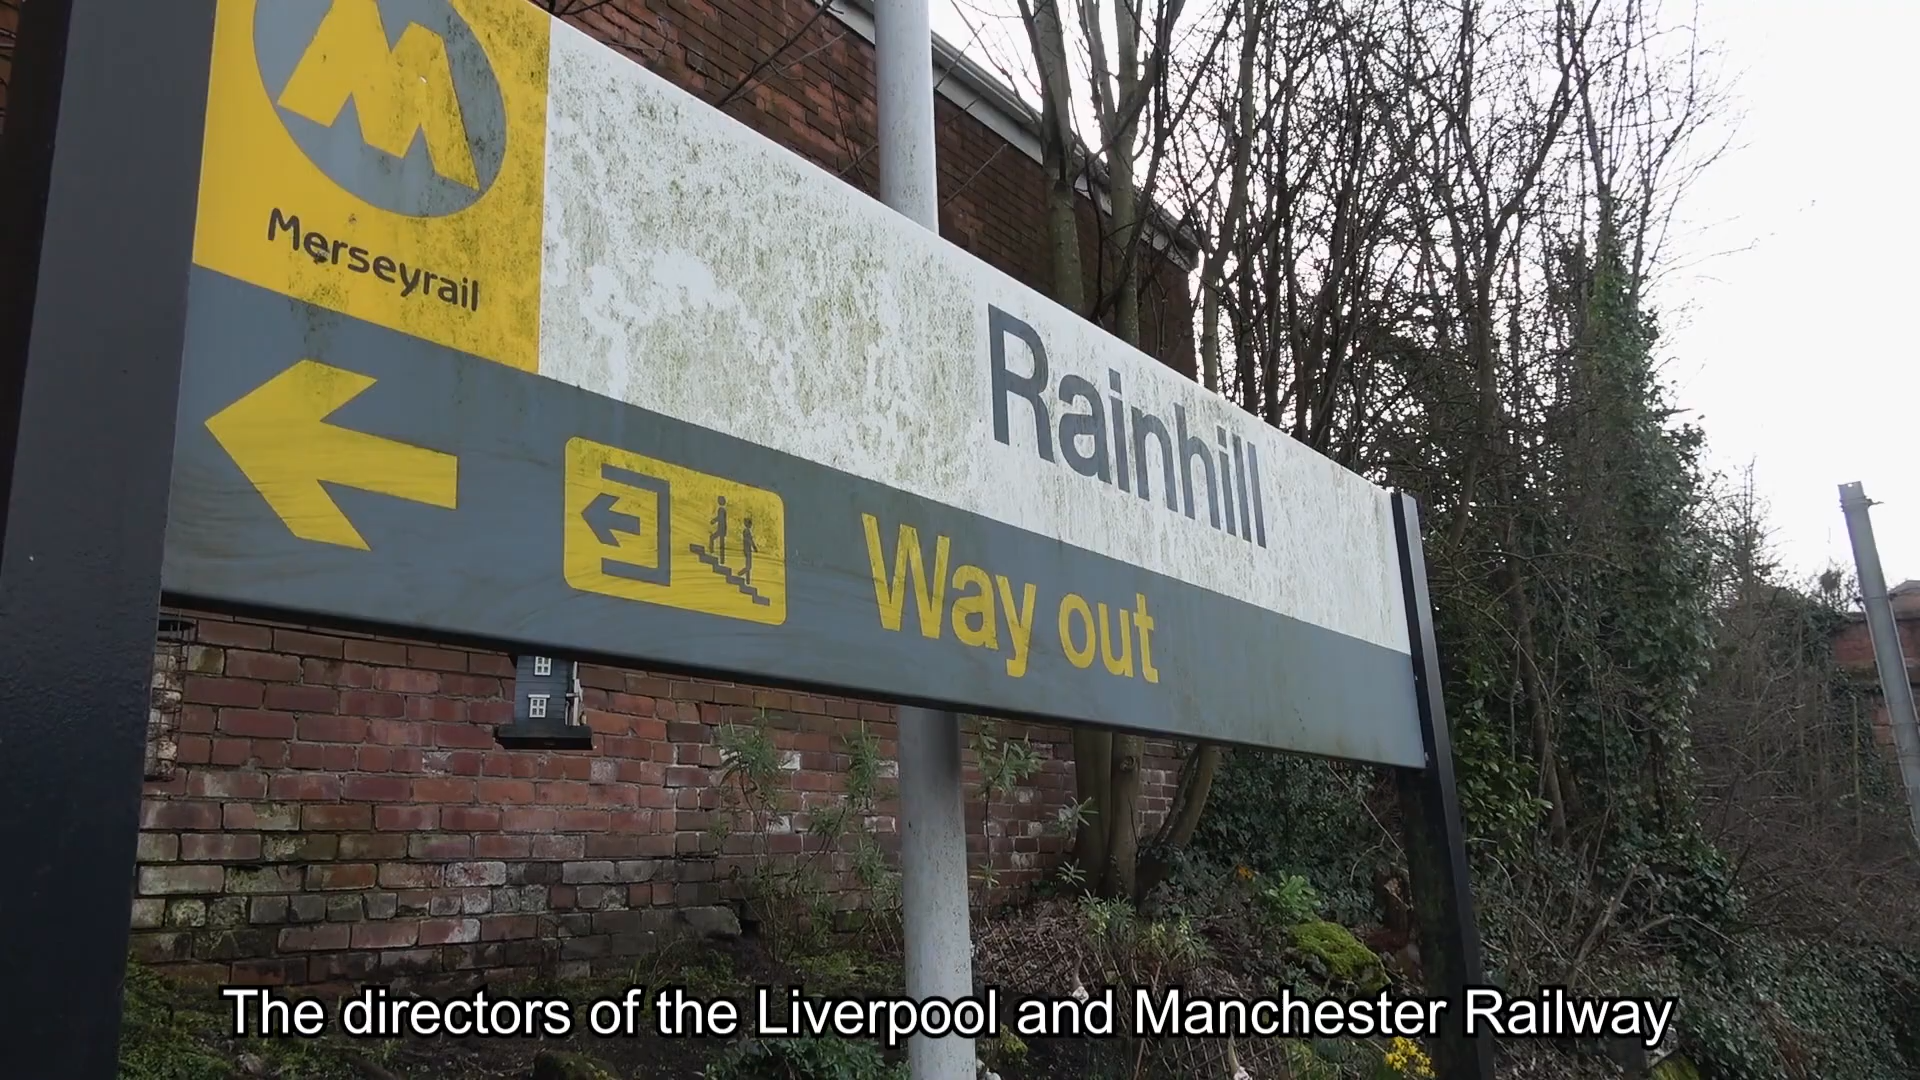 M
Merseyrail
Rainhill
Way out
The directors of the Liverpool and Manchester Railway